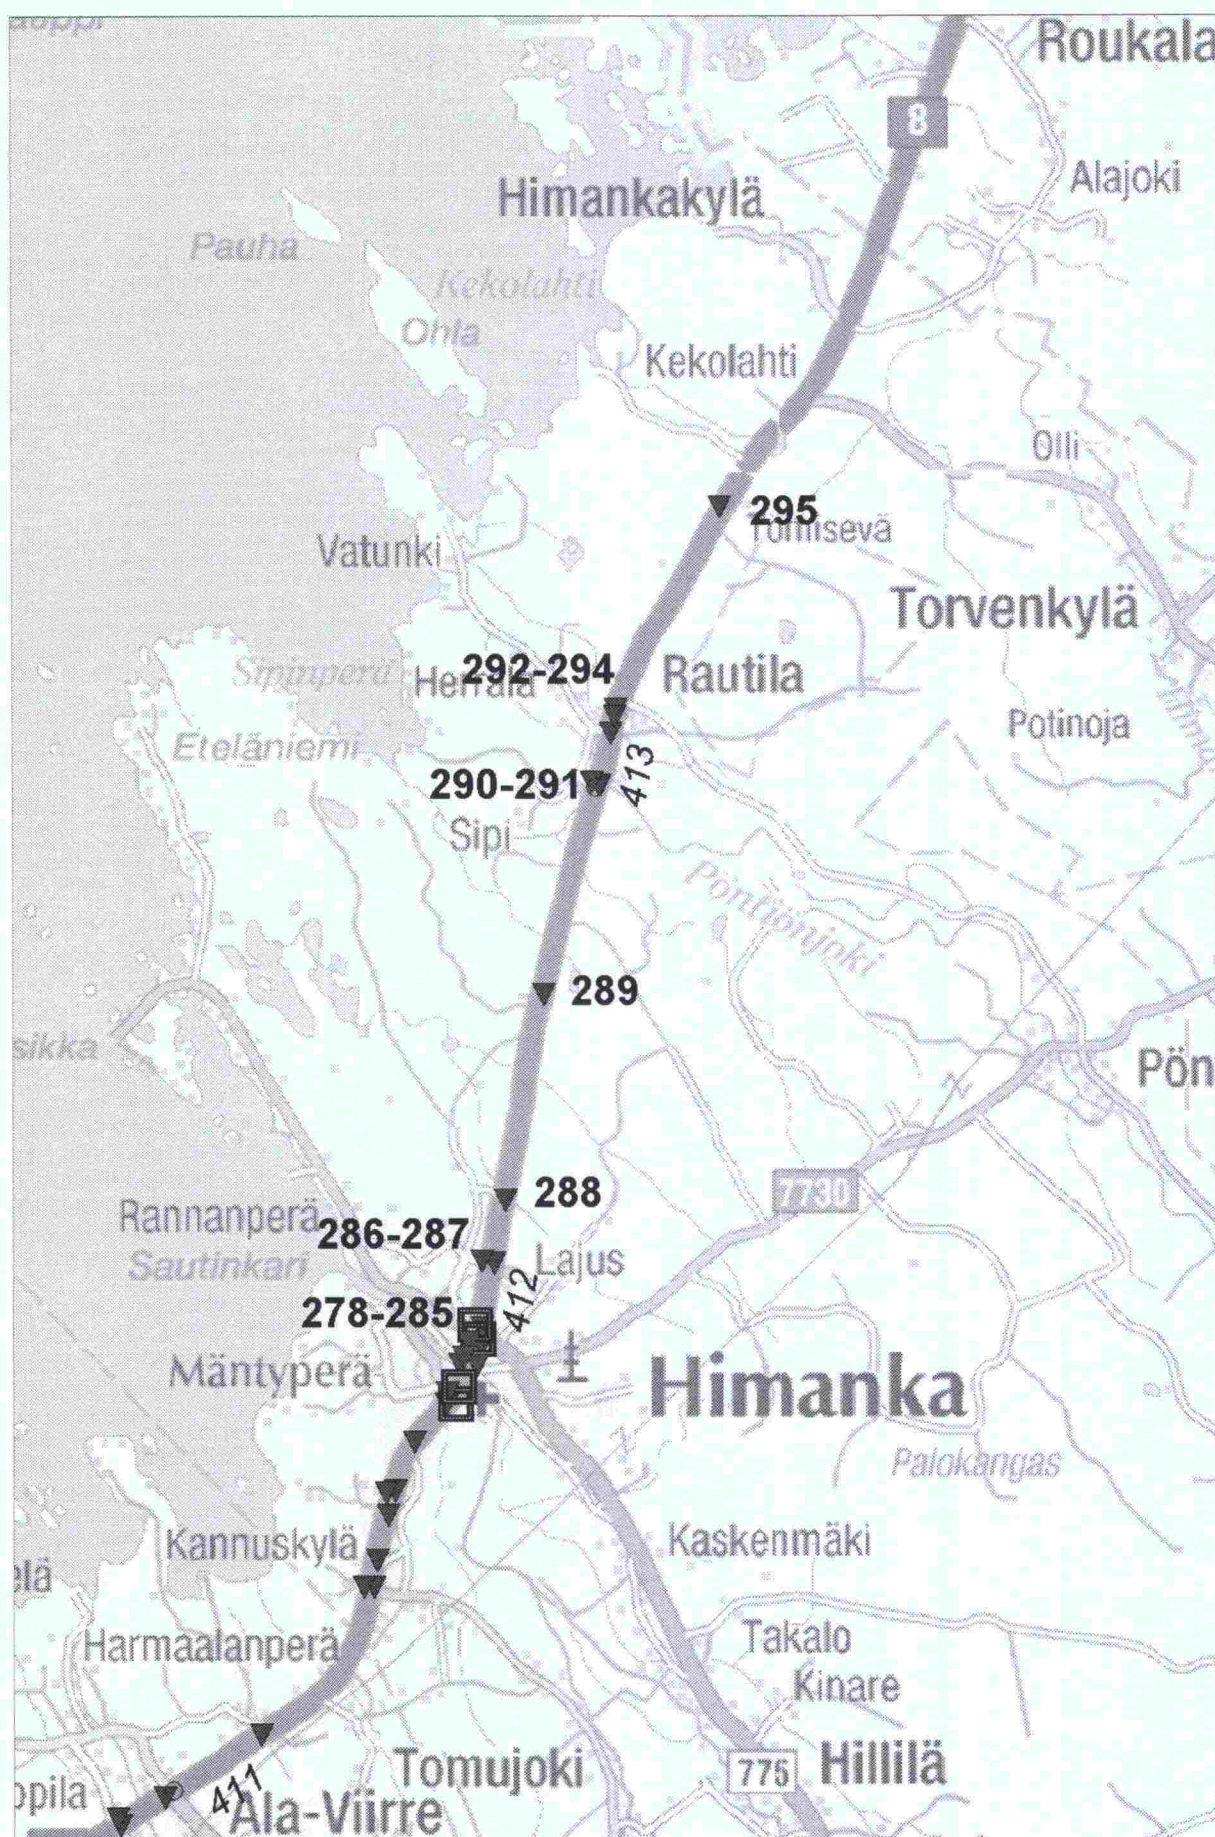 Roukala
8
Alajoki
Himankakylä
Pauha
Kekolahti
Ohla
Kekolahti
Olli
295
Vatunki
Torvenkylä
292-294
Rautila
Sipinperä
Herrala
Potinoja
Eteläniemi
413
290-291
Sipi
Pöntiönjoki
289
sikka
Pön
7730
288
Rannanperä
286-287
Lajus
Sautinkari
412
278-285
Mäntyperä
Himanka
Palokangas
Kannuskylä
Kaskenmäki
elä
Harmaalanperä
Takalo
Kinare
Tomujoki
775
Hillilä
411
ppila
Ala-Viirre